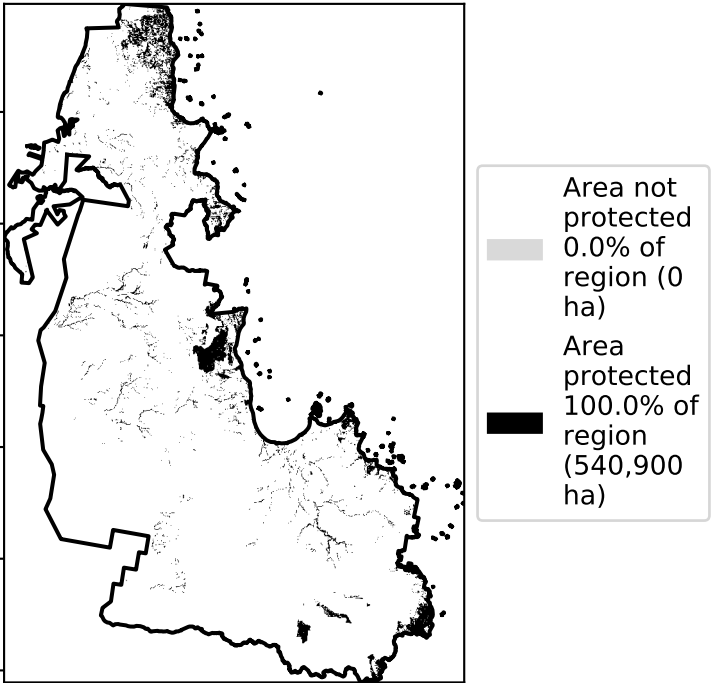 Area not
protected
0.0% of
region (0
ha)
Area
protected
100.0% of
region
(540,900
ha)